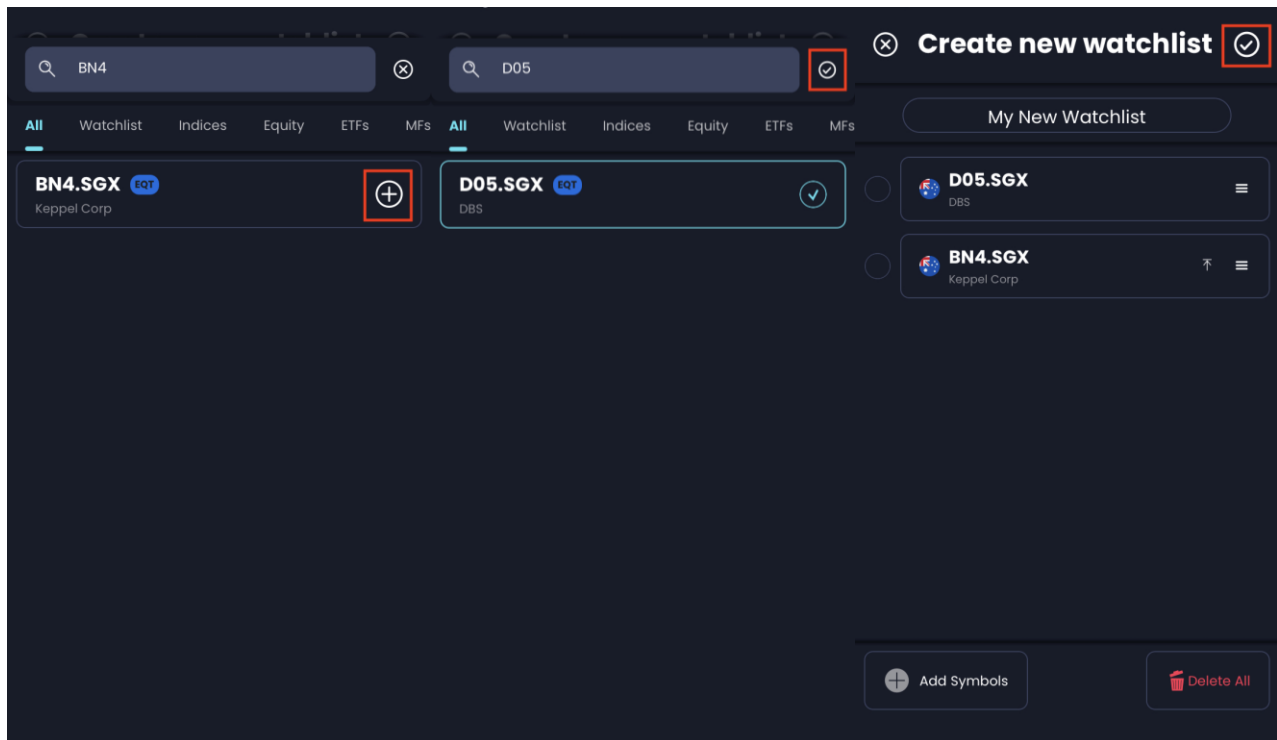 BN4
All Watchlist Indices Equity ETFs MFs
BN4.SGX EQT
Keppel Corp
D05
All Watchlist Indices Equity ETFs MFs
D05.SGX EQT
DBS
Create new watchlist
My New Watchlist
D05.SGX
DBS
BN4.SGX
Keppel Corp
Add Symbols
Delete All